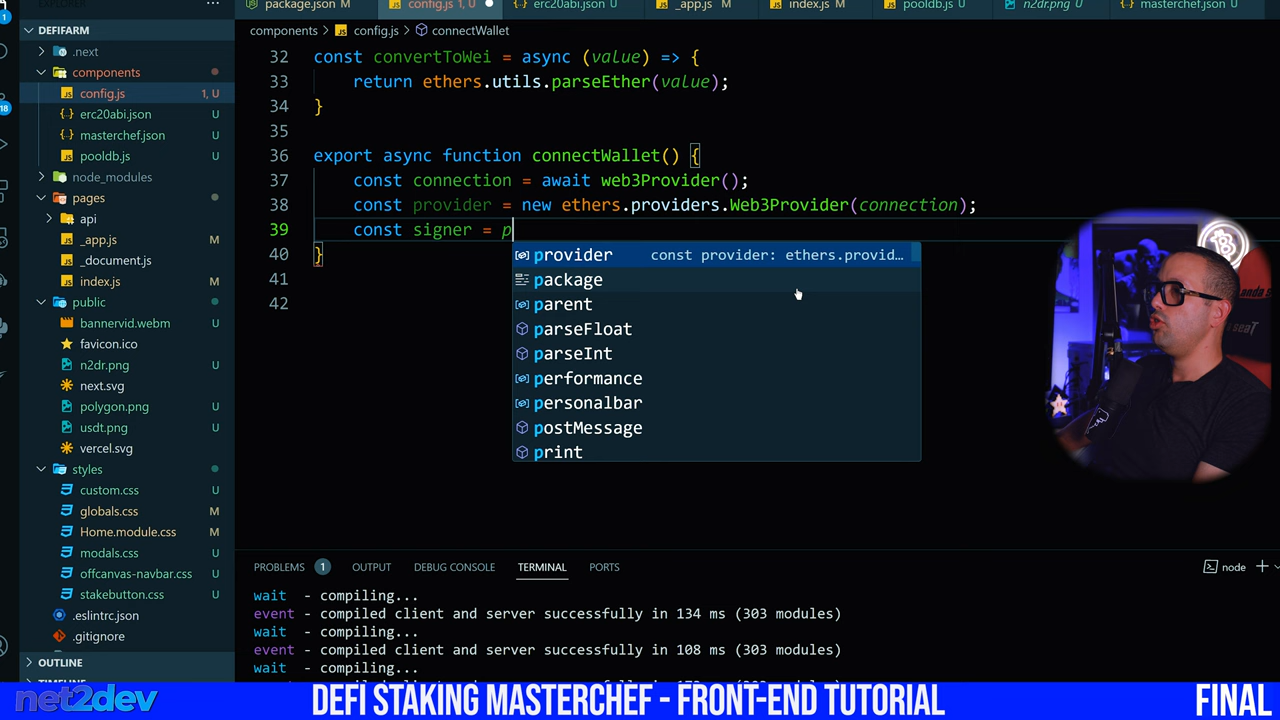 EXPLORER
···
DEFIFARM
.next
components
config.js 1, U
erc20abi.json U
masterchef.json U
pooldb.js U
node_modules
pages
api
_app.js M
_document.js
index.js M
public
bannervid.webm U
favicon.ico
n2dr.png U
next.svg
polygon.png U
usdt.png U
vercel.svg
styles
custom.css U
globals.css M
Home.module.css M
modals.css U
offcanvas-navbar.css U
stakebutton.css U
.eslintrc.json
.gitignore
OUTLINE
18
package.json M
config.js 1, U
erc20abi.json U
_app.js M
index.js M
pooldb.js U
n2dr.png U
masterchef.json U
components > config.js > connectWallet
32 const convertToWei = async (value) => {
33 return ethers.utils.parseEther(value);
34 }
35
36 export async function connectWallet() {
37 const connection = await web3Provider();
38 const provider = new ethers.providers.Web3Provider(connection);
39 const signer = p
40 }
41
42
provider const provider: ethers.provid…
package
parent
parseFloat
parseInt
performance
personalbar
postMessage
print
PROBLEMS 1 OUTPUT DEBUG CONSOLE TERMINAL PORTS
node
wait - compiling...
event - compiled client and server successfully in 134 ms (303 modules)
wait - compiling...
event - compiled client and server successfully in 108 ms (303 modules)
wait - compiling...
net2dev
DEFI STAKING MASTERCHEF - FRONT-END TUTORIAL
FINAL